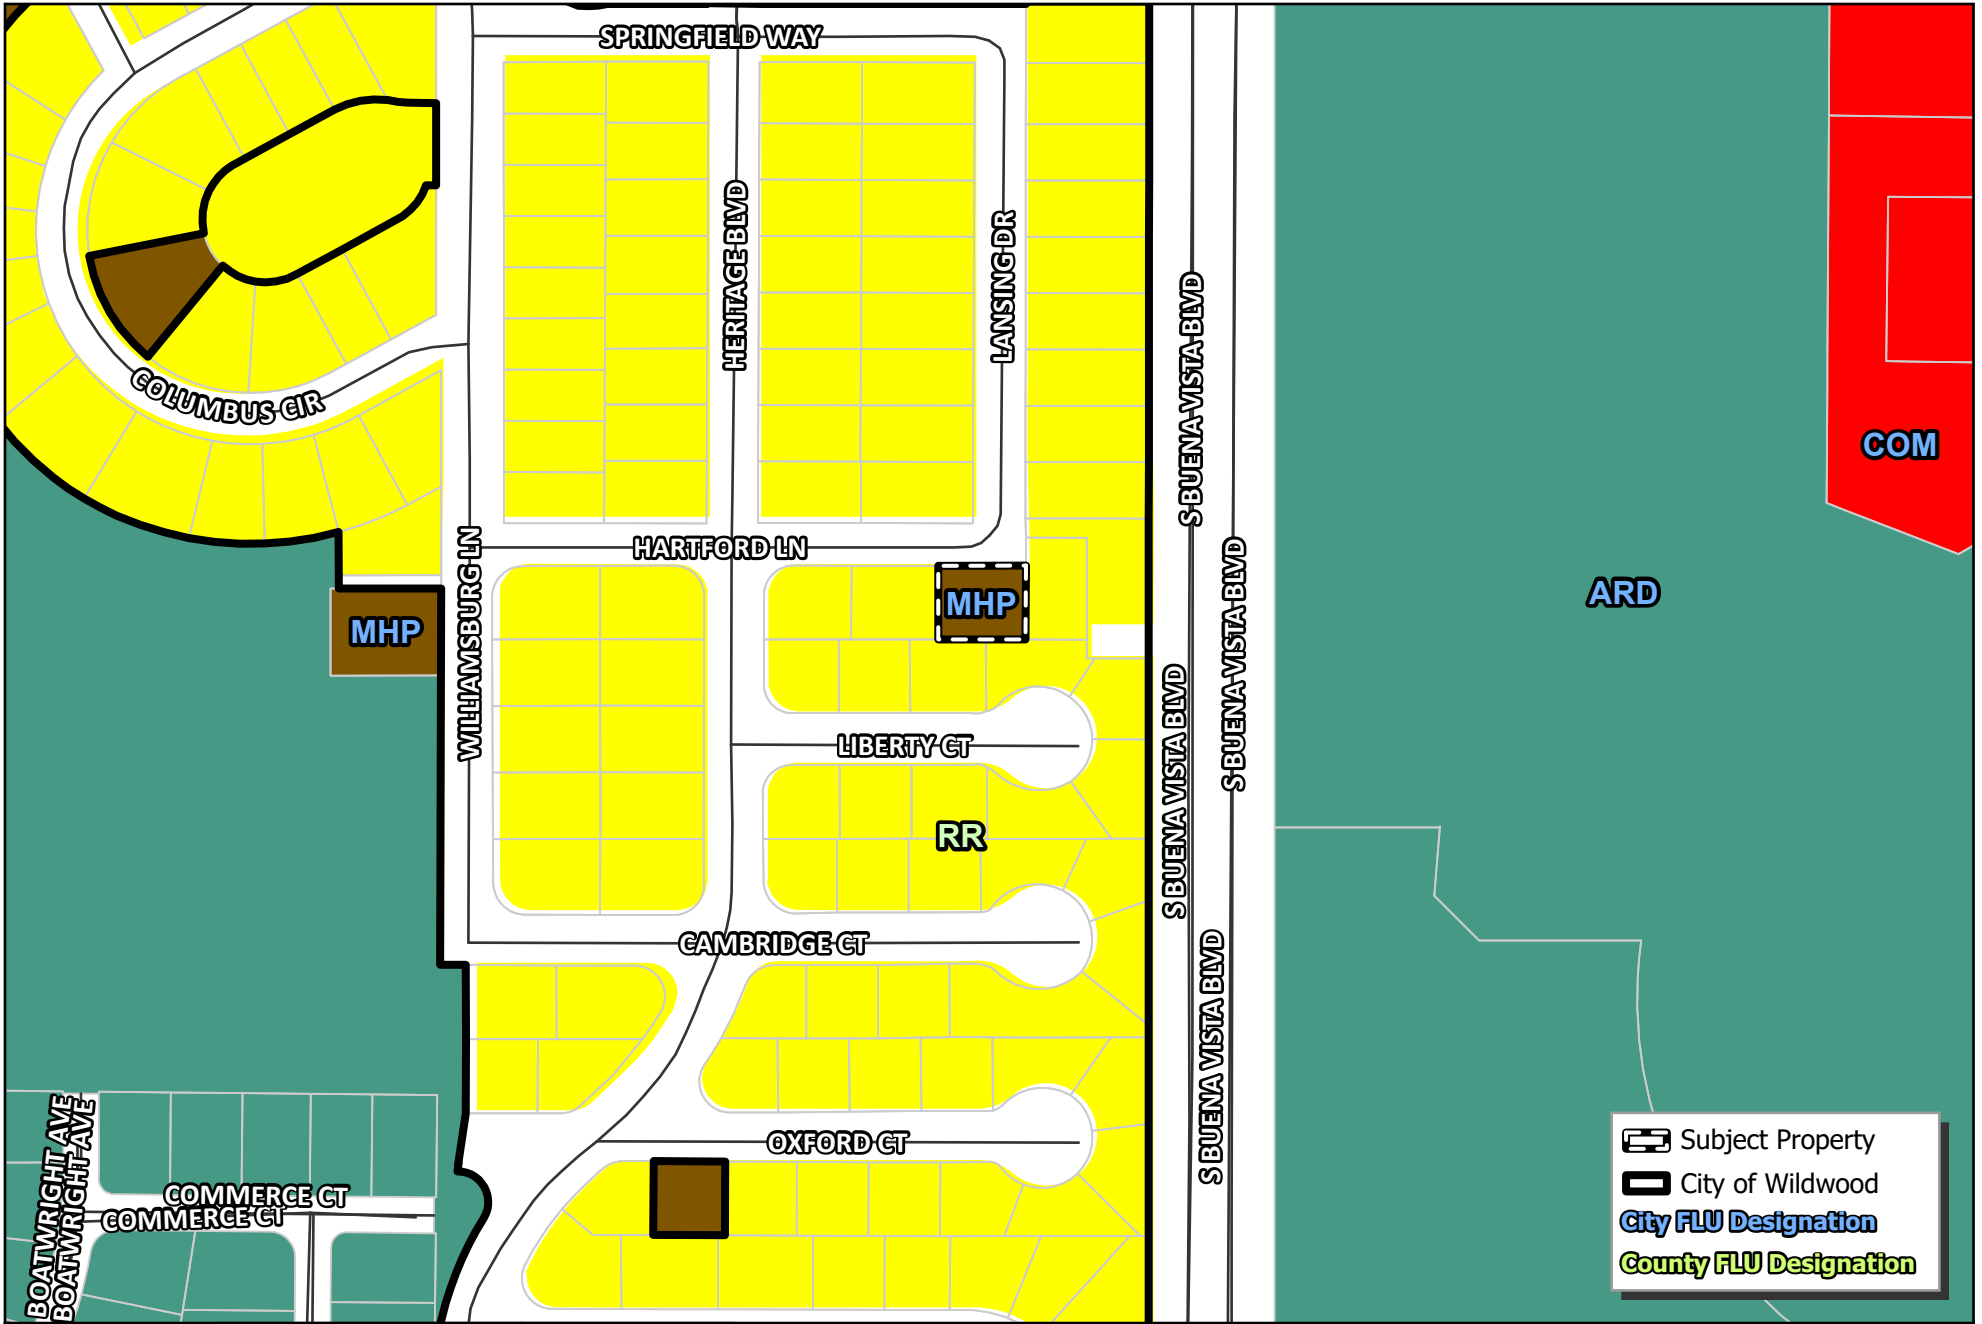 SPRINGFIELD WAY
HERITAGE BLVD
LANSING DR
S BUENA VISTA BLVD
COLUMBUS CIR
COM
WILLIAMSBURG LN
HARTFORD LN
MHP
MHP
ARD
S BUENA VISTA BLVD
S BUENA VISTA BLVD
LIBERTY CT
RR
CAMBRIDGE CT
S BUENA VISTA BLVD
OXFORD CT
BOATWRIGHT AVE
BOATWRIGHT AVE
COMMERCE CT
COMMERCE CT
Subject Property
City of Wildwood
City FLU Designation
County FLU Designation